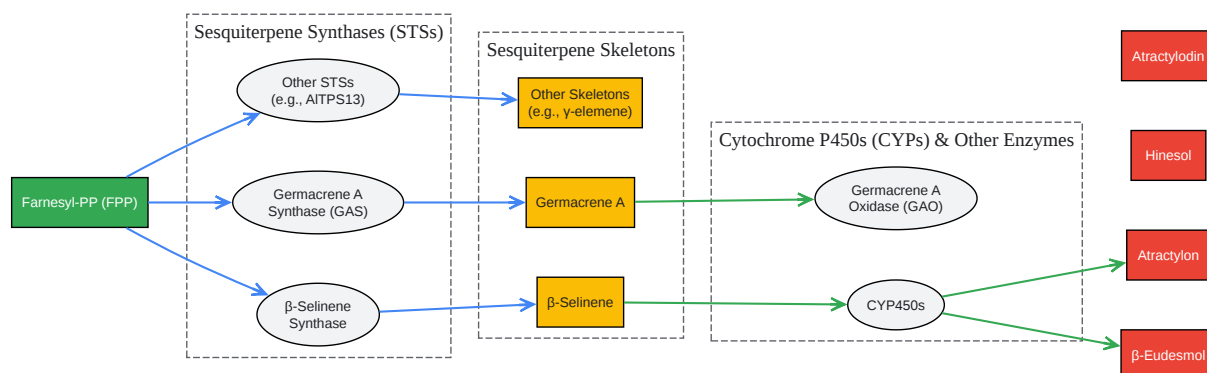 Sesquiterpene Synthases (STSs)
Other STSs
(e.g., AlTPS13)
Germacrene A
Synthase (GAS)
β-Selinene
Synthase
Farnesyl-PP (FPP)
Sesquiterpene Skeletons
Other Skeletons
(e.g., γ-elemene)
Germacrene A
β-Selinene
Cytochrome P450s (CYPs) & Other Enzymes
Germacrene A
Oxidase (GAO)
CYP450s
Atractylodin
Hinesol
Atractylon
β-Eudesmol